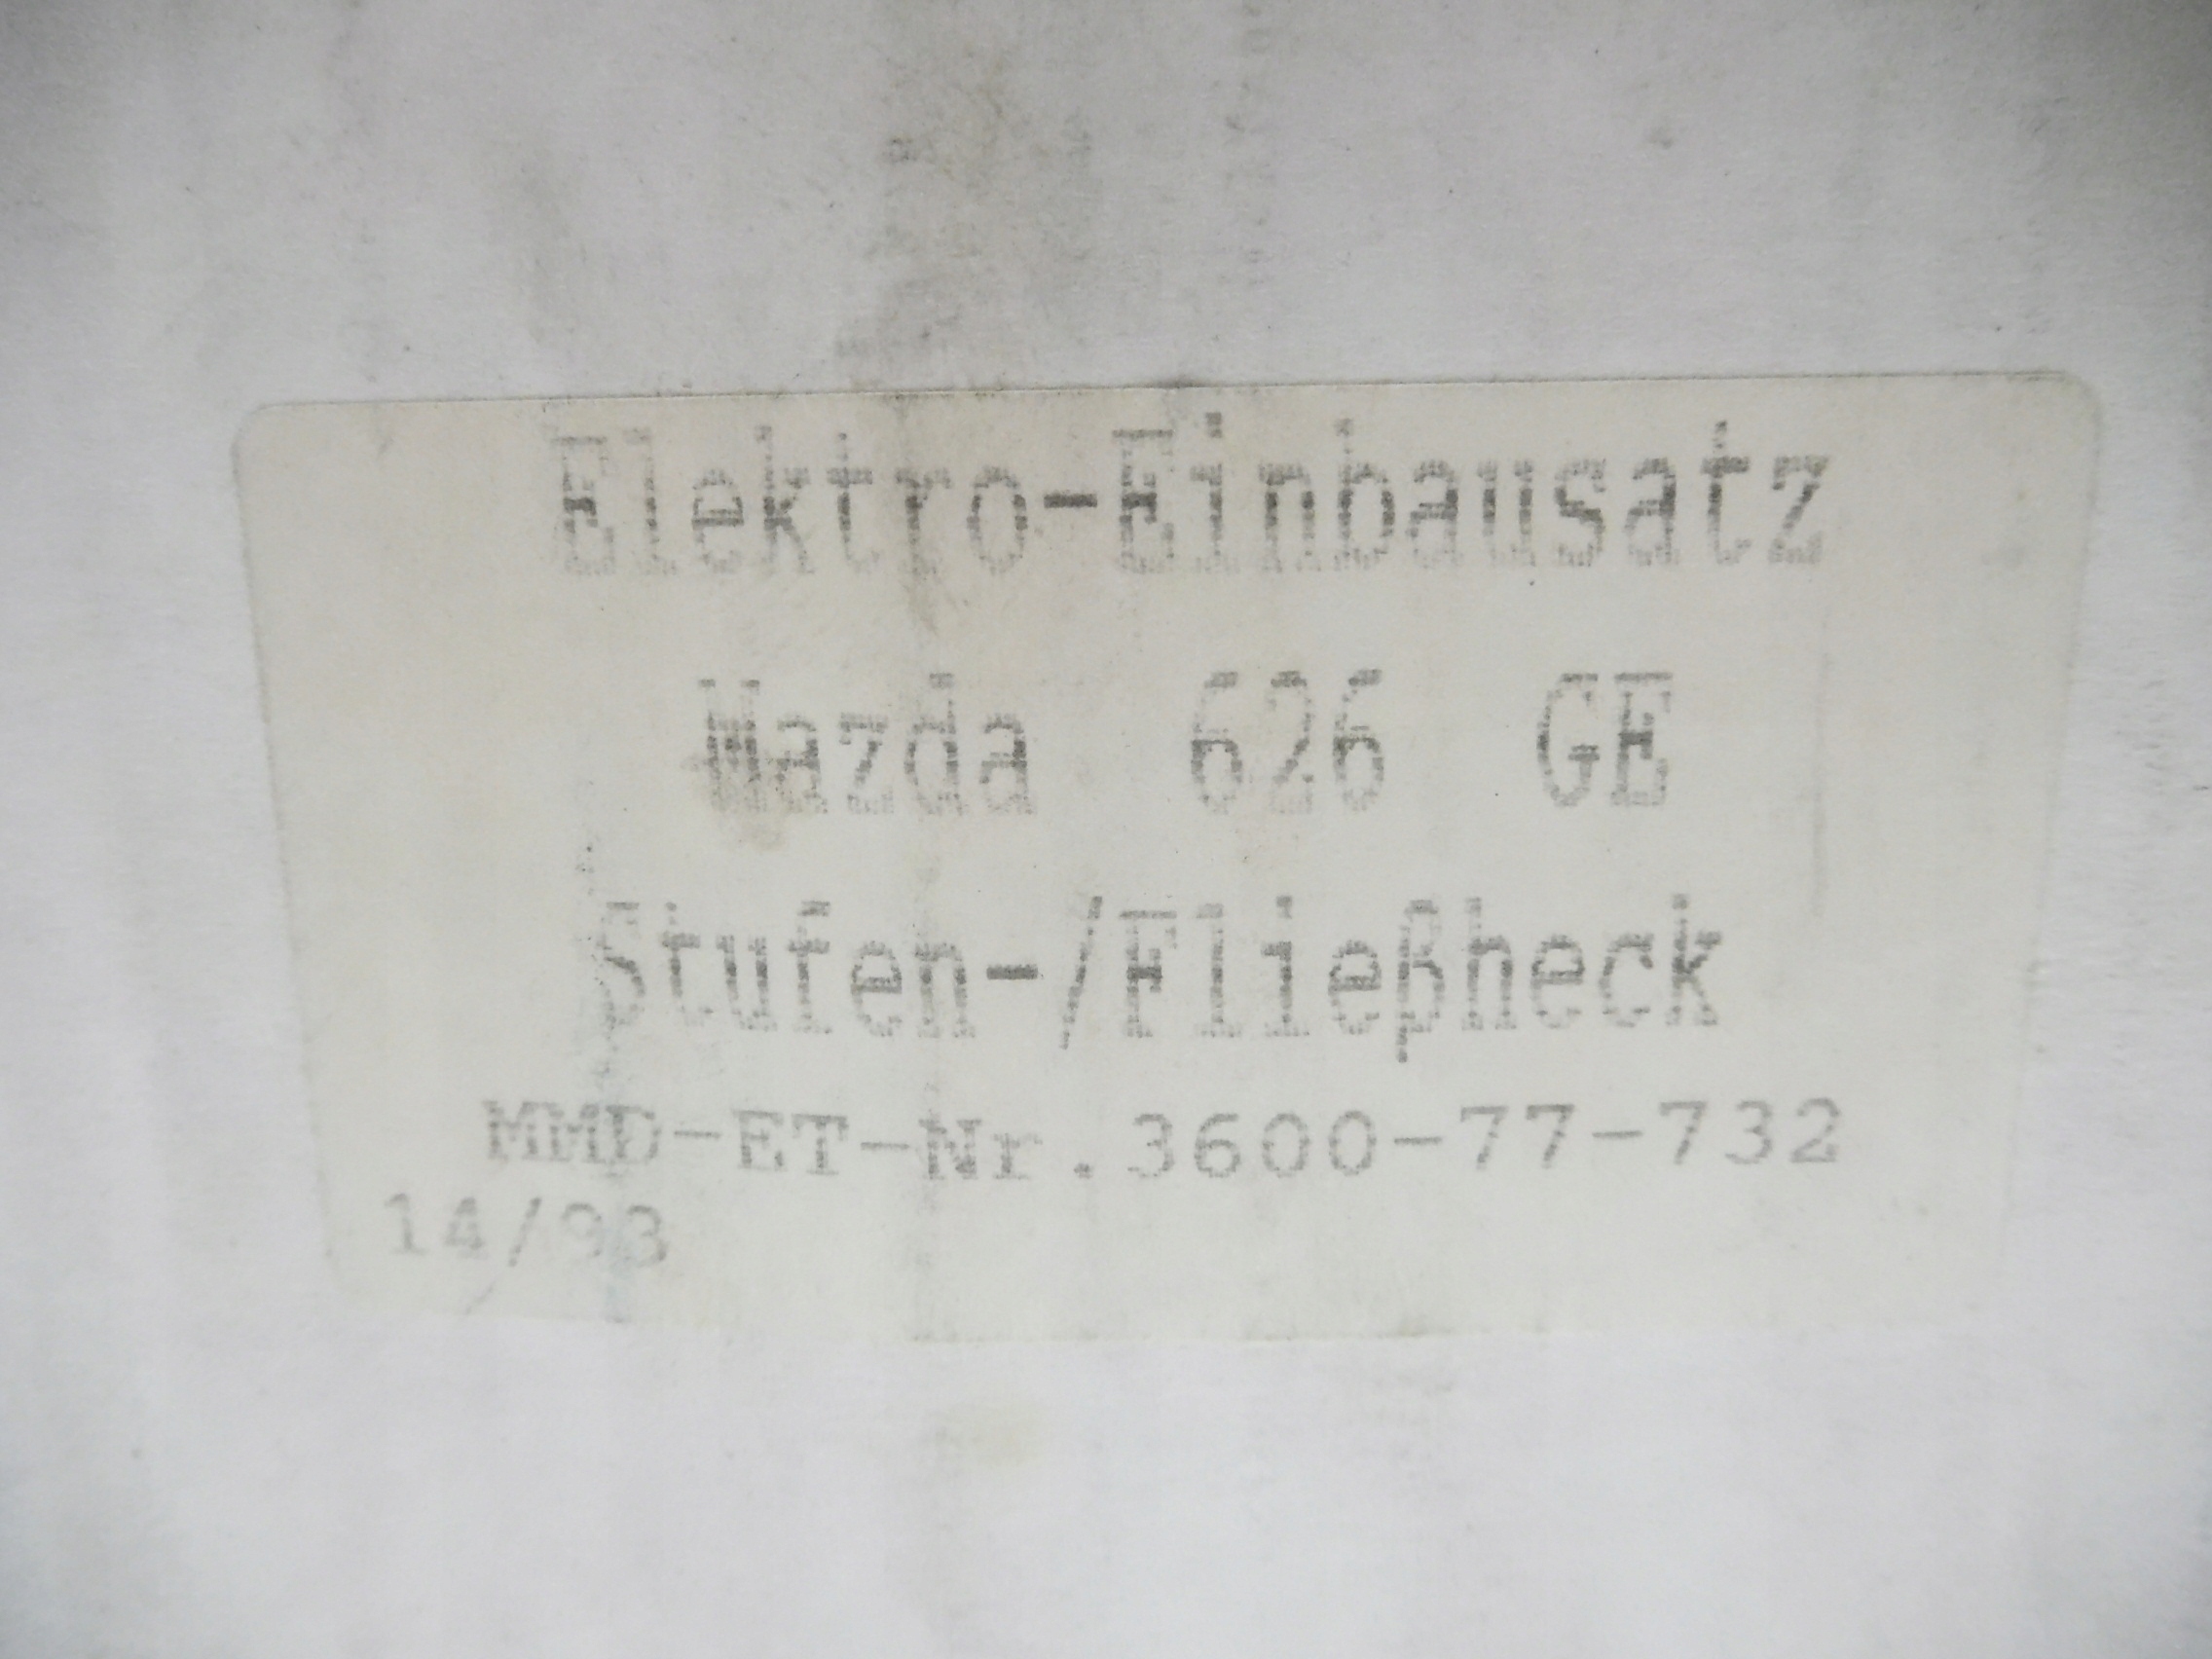 Elektro-Einbausatz
Mazda 626 GE
Stufen-/Fließheck
MMD-ET-Nr.3600-77-732
14/93